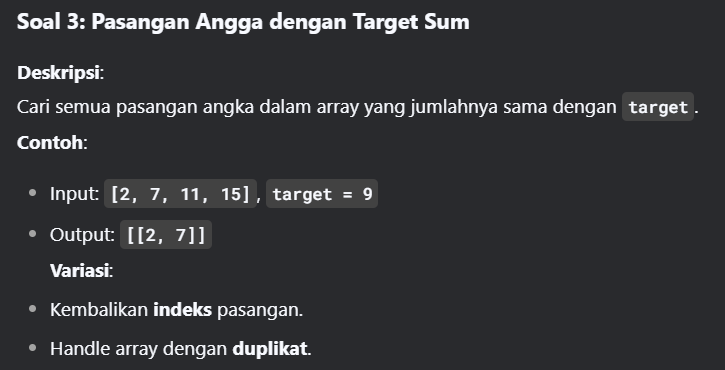 Soal 3: Pasangan Angga dengan Target Sum
Deskripsi:
Cari semua pasangan angka dalam array yang jumlahnya sama dengan target.
Contoh:
Input: [2, 7, 11, 15], target = 9
Output: [[2, 7]]
Variasi:
Kembalikan indeks pasangan.
Handle array dengan duplikat.